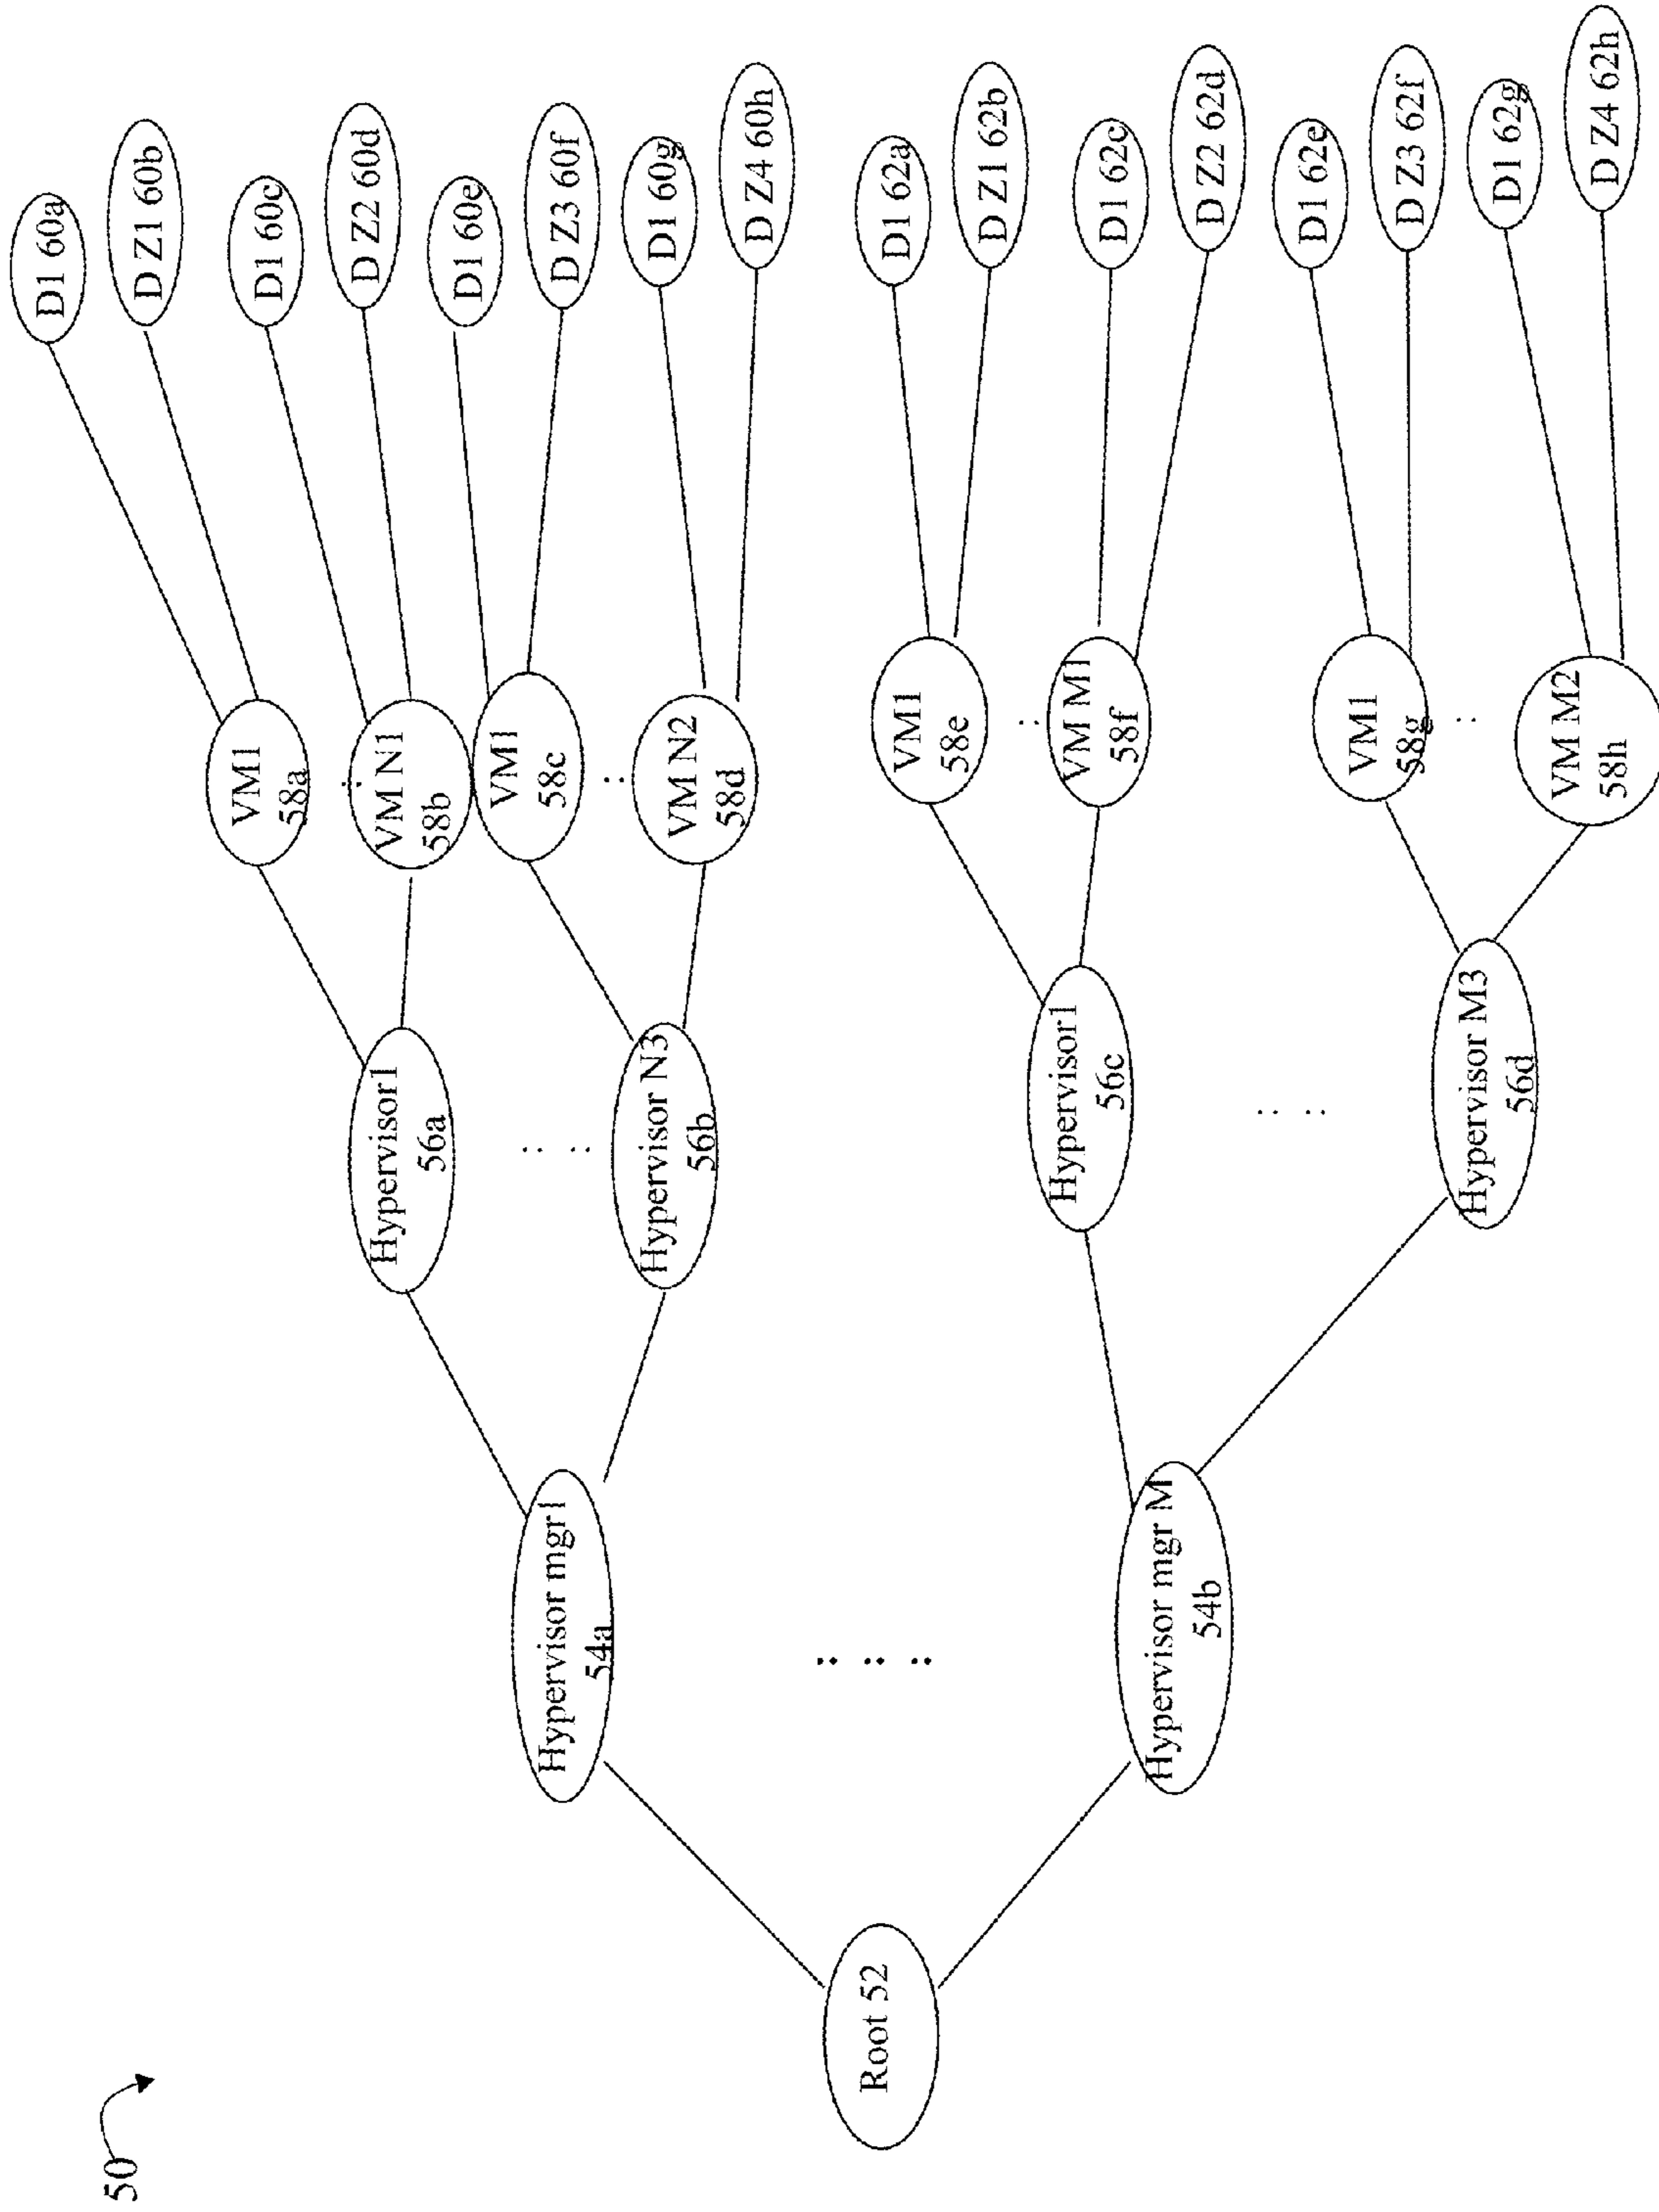 50
Root 52
Hypervisor mgr1
54a
Hypervisor mgr M
54b
Hypervisor1
56a
Hypervisor N3
56b
Hypervisor1
56c
Hypervisor M3
56d
VM1
58a
VM N1
58b
VM1
58c
VM N2
58d
VM1
58e
VM M1
58f
VM1
58g
VM M2
58h
D1 60a
D Z1 60b
D1 60c
D Z2 60d
D1 60e
D Z3 60f
D1 60g
D Z4 60h
D1 62a
D Z1 62b
D1 62c
D Z2 62d
D1 62e
D Z3 62f
D1 62g
D Z4 62h